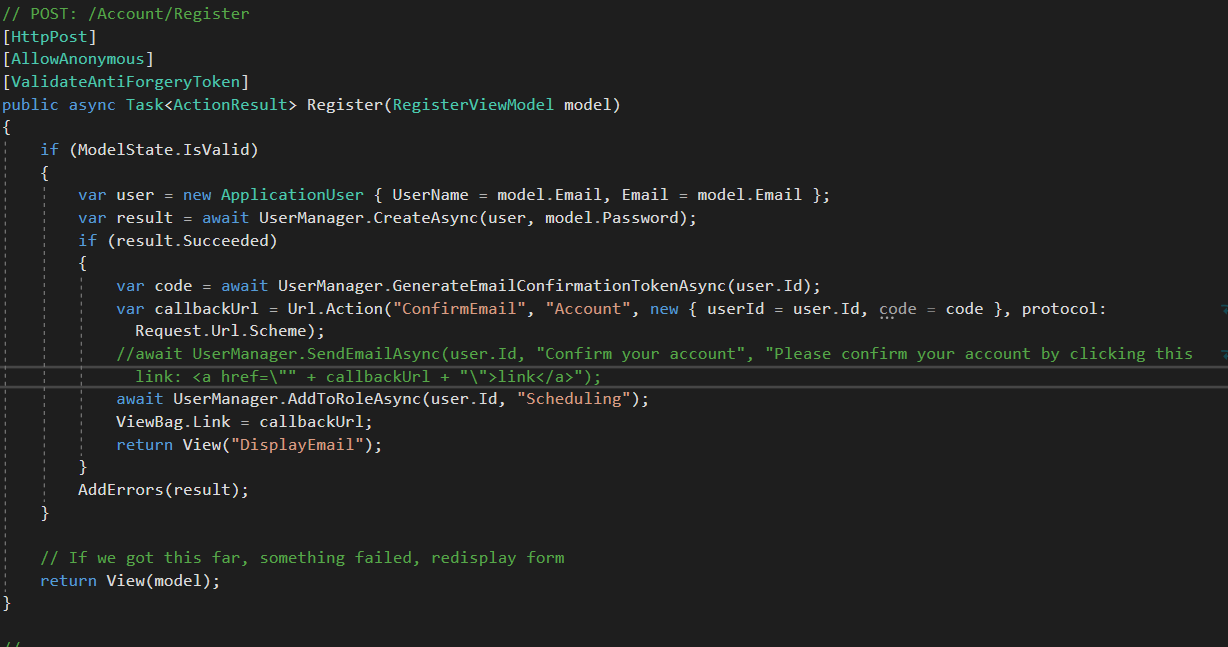 // POST: /Account/Register
[HttpPost]
[AllowAnonymous]
[ValidateAntiForgeryToken]
public async Task<ActionResult> Register(RegisterViewModel model)
{
    if (ModelState.IsValid)
    {
        var user = new ApplicationUser { UserName = model.Email, Email = model.Email };
        var result = await UserManager.CreateAsync(user, model.Password);
        if (result.Succeeded)
        {
            var code = await UserManager.GenerateEmailConfirmationTokenAsync(user.Id);
            var callbackUrl = Url.Action("ConfirmEmail", "Account", new { userId = user.Id, code = code }, protocol:
              Request.Url.Scheme);
            //await UserManager.SendEmailAsync(user.Id, "Confirm your account", "Please confirm your account by clicking this
              link: <a href=\"" + callbackUrl + "\">link</a>");
            await UserManager.AddToRoleAsync(user.Id, "Scheduling");
            ViewBag.Link = callbackUrl;
            return View("DisplayEmail");
        }
        AddErrors(result);
    }

    // If we got this far, something failed, redisplay form
    return View(model);
}

//